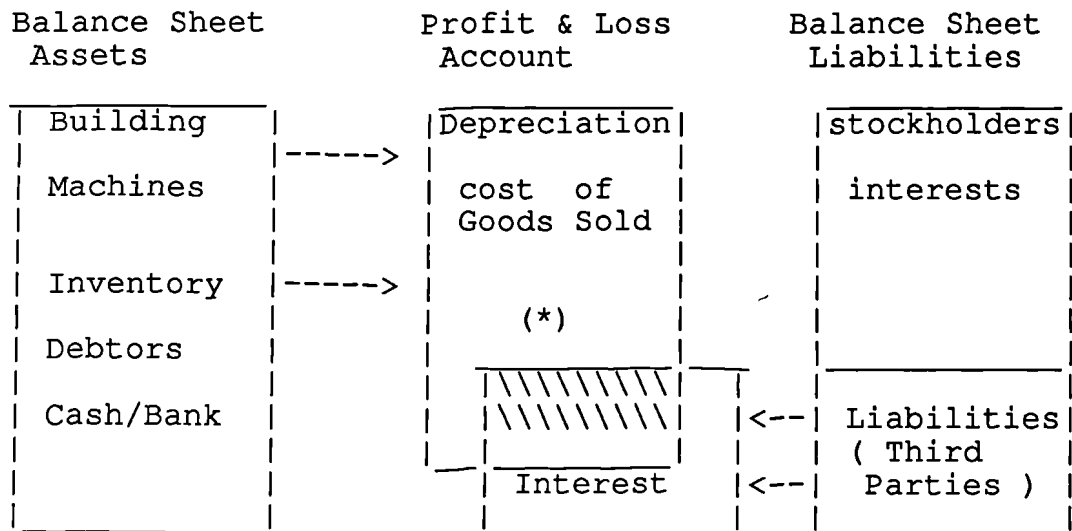 Balance Sheet Profit & Loss Balance Sheet
Assets Account Liabilities
Building Depreciation stockholders
Machines cost of interests
Goods Sold
Inventory
(*)
Debtors
Cash/Bank Liabilities
( Third
Interest Parties )